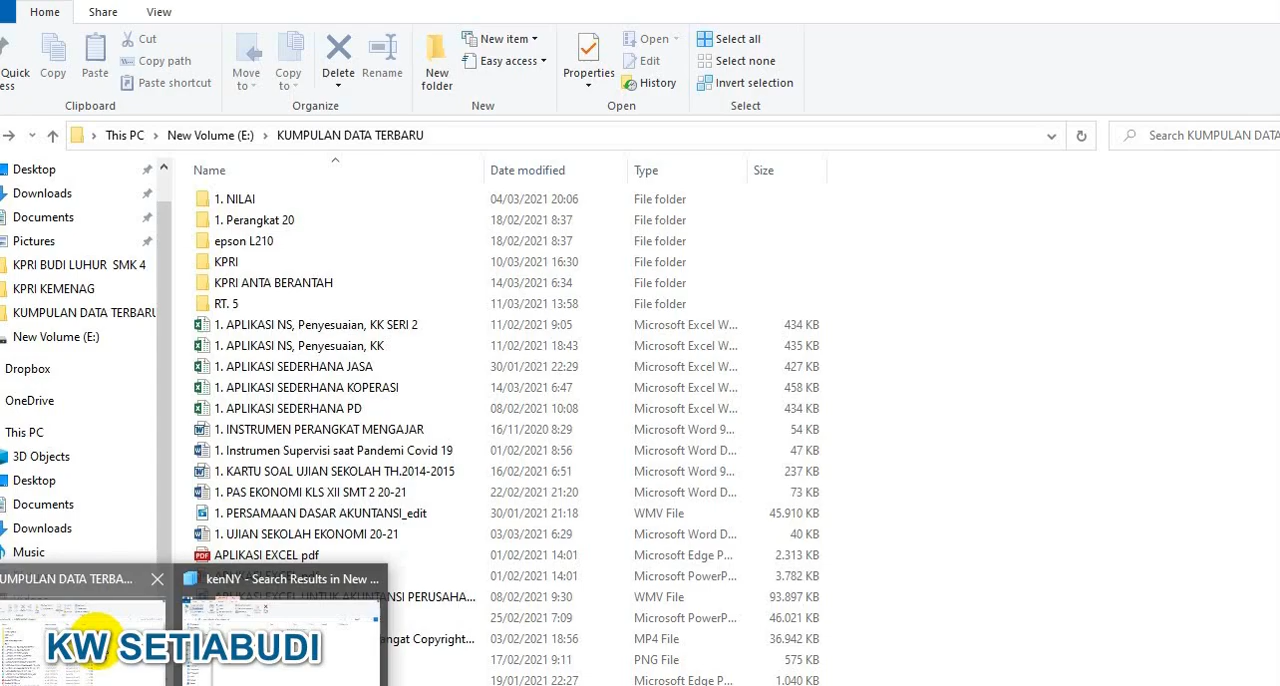 Home Share View
Cut
Copy path
Paste shortcut
Quick
ess
Copy
Paste
Clipboard
Move
to
Copy
to
Delete
Rename
Organize
New
folder
New item
Easy access
New
Properties
Open
Edit
History
Open
Select all
Select none
Invert selection
Select
This PC > New Volume (E:) > KUMPULAN DATA TERBARU
Search KUMPULAN DATA
Desktop
Downloads
Documents
Pictures
KPRI BUDI LUHUR SMK 4
KPRI KEMENAG
KUMPULAN DATA TERBARU
New Volume (E:)
Dropbox
OneDrive
This PC
3D Objects
Desktop
Documents
Downloads
Music
Name Date modified Type Size
1. NILAI 04/03/2021 20:06 File folder
1. Perangkat 20 18/02/2021 8:37 File folder
epson L210 18/02/2021 8:37 File folder
KPRI 10/03/2021 16:30 File folder
KPRI ANTA BERANTAH 14/03/2021 6:34 File folder
RT. 5 11/03/2021 13:58 File folder
1. APLIKASI NS, Penyesuaian, KK SERI 2 11/02/2021 9:05 Microsoft Excel W... 434 KB
1. APLIKASI NS, Penyesuaian, KK 11/02/2021 18:43 Microsoft Excel W... 435 KB
1. APLIKASI SEDERHANA JASA 30/01/2021 22:29 Microsoft Excel W... 427 KB
1. APLIKASI SEDERHANA KOPERASI 14/03/2021 6:47 Microsoft Excel W... 458 KB
1. APLIKASI SEDERHANA PD 08/02/2021 10:08 Microsoft Excel W... 434 KB
1. INSTRUMEN PERANGKAT MENGAJAR 16/11/2020 8:29 Microsoft Word 9... 54 KB
1. Instrumen Supervisi saat Pandemi Covid 19 01/02/2021 8:56 Microsoft Word D... 47 KB
1. KARTU SOAL UJIAN SEKOLAH TH.2014-2015 16/02/2021 6:51 Microsoft Word 9... 237 KB
1. PAS EKONOMI KLS XII SMT 2 20-21 22/02/2021 21:20 Microsoft Word D... 73 KB
1. PERSAMAAN DASAR AKUNTANSI_edit 30/01/2021 21:18 WMV File 45.910 KB
1. UJIAN SEKOLAH EKONOMI 20-21 03/03/2021 6:29 Microsoft Word D... 40 KB
APLIKASI EXCEL pdf 01/02/2021 14:01 Microsoft Edge P... 2.313 KB
01/02/2021 14:01 Microsoft PowerP... 3.782 KB
APLIKASI EXCEL UNTUK AKUNTANSI PERUSAHA... 08/02/2021 9:30 WMV File 93.897 KB
25/02/2021 7:09 Microsoft PowerP... 46.021 KB
angat Copyright... 03/02/2021 18:56 MP4 File 36.942 KB
17/02/2021 9:11 PNG File 575 KB
19/01/2021 22:27 Microsoft PowerP... 1.040 KB
UMPULAN DATA TERBA...
kenNY - Search Results in New ...
KW SETIABUDI